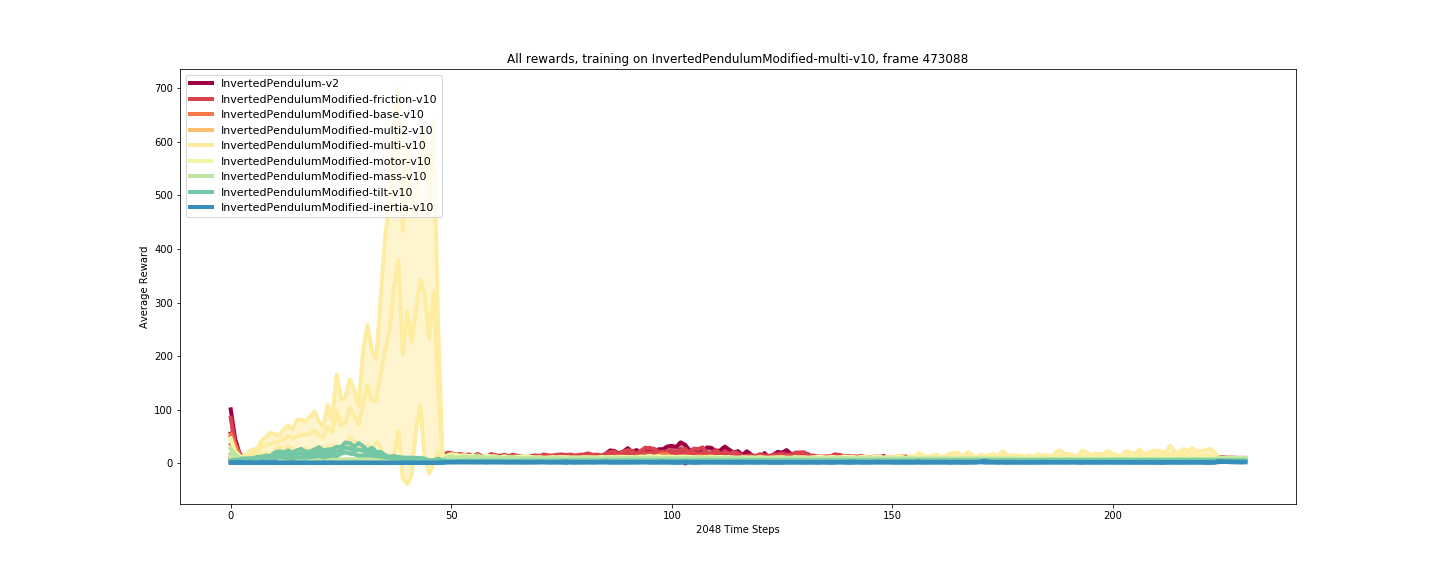 All rewards, training on InvertedPendulumModified-multi-v10, frame 473088
InvertedPendulum-v2
InvertedPendulumModified-friction-v10
InvertedPendulumModified-base-v10
InvertedPendulumModified-multi2-v10
InvertedPendulumModified-multi-v10
InvertedPendulumModified-motor-v10
InvertedPendulumModified-mass-v10
InvertedPendulumModified-tilt-v10
InvertedPendulumModified-inertia-v10
Average Reward
700
600
500
400
300
200
100
0
0 50 100 150 200
2048 Time Steps